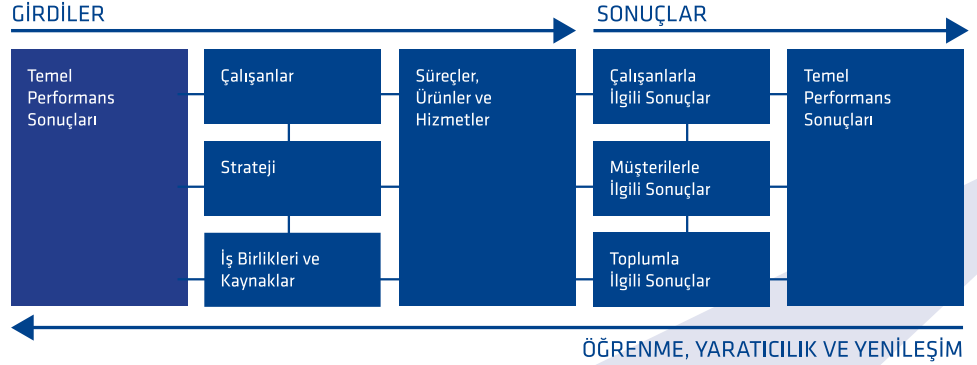 GİRDİLER
SONUÇLAR
Temel
Performans
Sonuçları
Çalışanlar
Strateji
İş Birlikleri ve
Kaynaklar
Süreçler,
Ürünler ve
Hizmetler
Çalışanlarla
İlgili Sonuçlar
Müşterilerle
İlgili Sonuçlar
Toplumla
İlgili Sonuçlar
Temel
Performans
Sonuçları
ÖĞRENME, YARATICILIK VE YENİLEŞİM